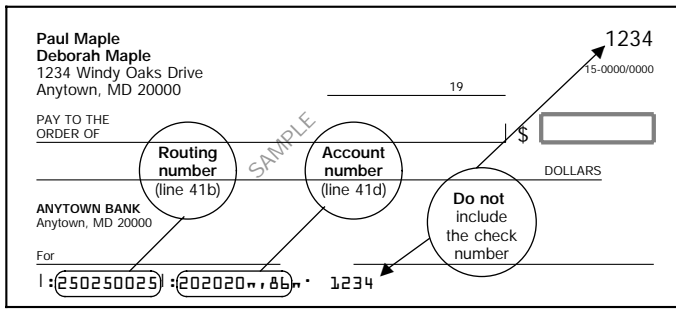 Paul Maple
Deborah Maple
1234 Windy Oaks Drive
Anytown, MD 20000
1234
15-0000/0000
19
PAY TO THE
ORDER OF
$
SAMPLE
Routing
number
(line 41b)
Account
number
(line 41d)
DOLLARS
Do not
include
the check
number
ANYTOWN BANK
Anytown, MD 20000
For
250250025 202020 86 1234